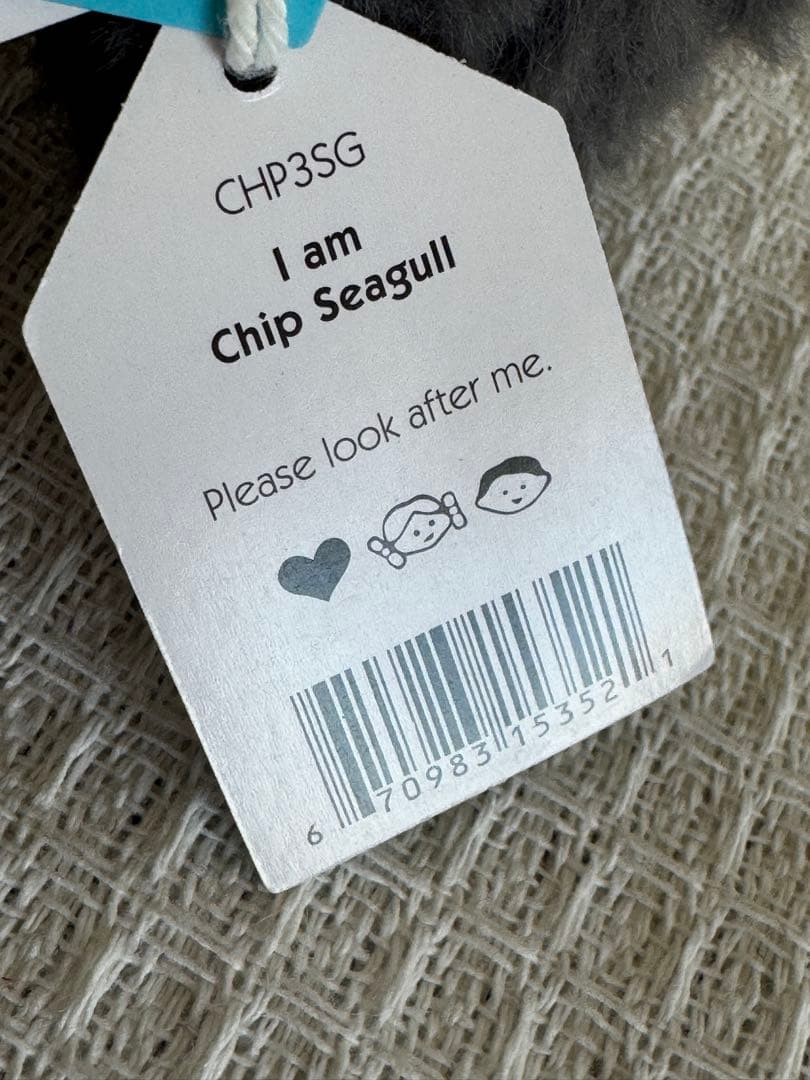 CHP3SG
I am
Chip Seagull
Please look after me.
6 70983 15352 1